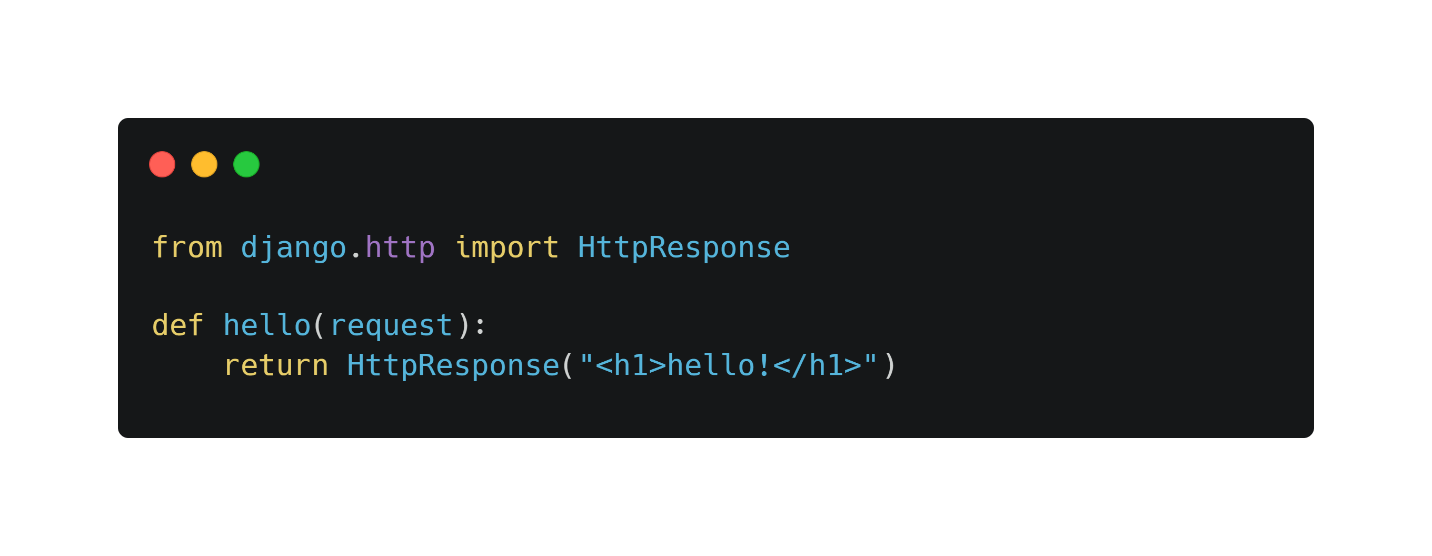 from django.http import HttpResponse

def hello(request):
    return HttpResponse("<h1>hello!</h1>")